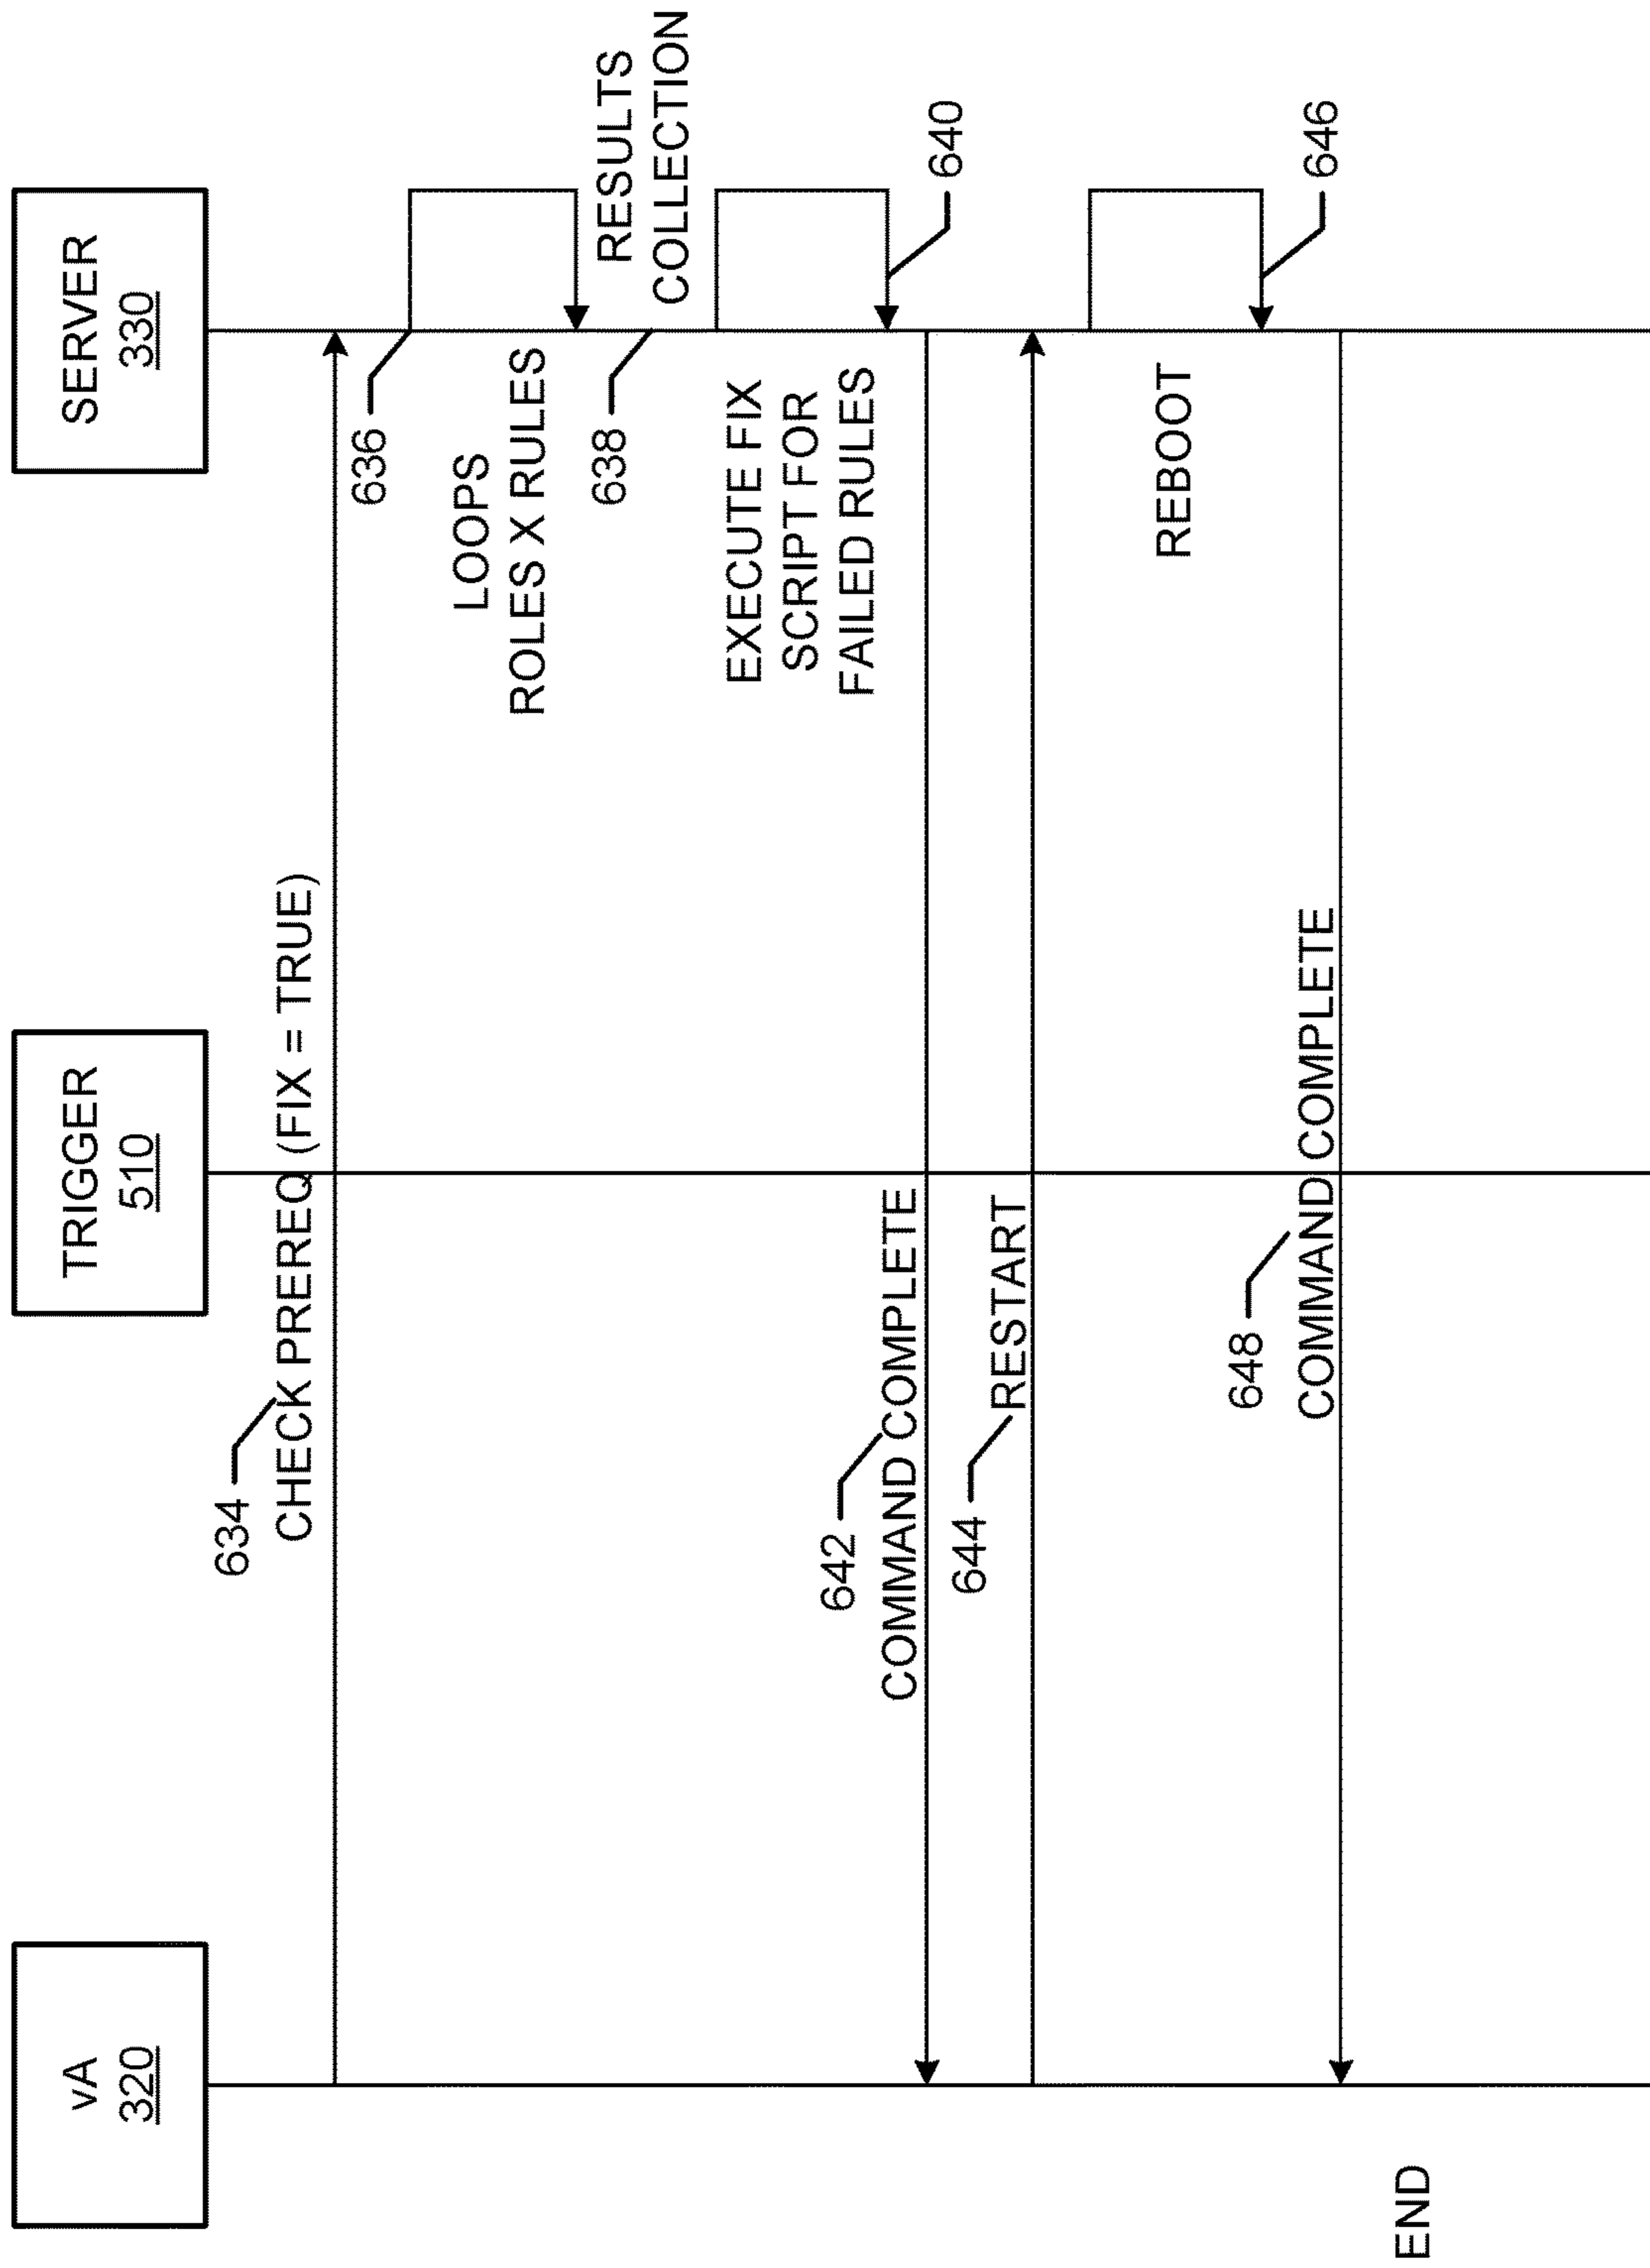 vA
320
TRIGGER
510
SERVER
330
634
CHECK PREREQ (FIX = TRUE)
636
LOOPS
ROLES X RULES
638
RESULTS
COLLECTION
EXECUTE FIX
SCRIPT FOR
FAILED RULES
640
642
COMMAND COMPLETE
644
RESTART
REBOOT
646
648
COMMAND COMPLETE
END